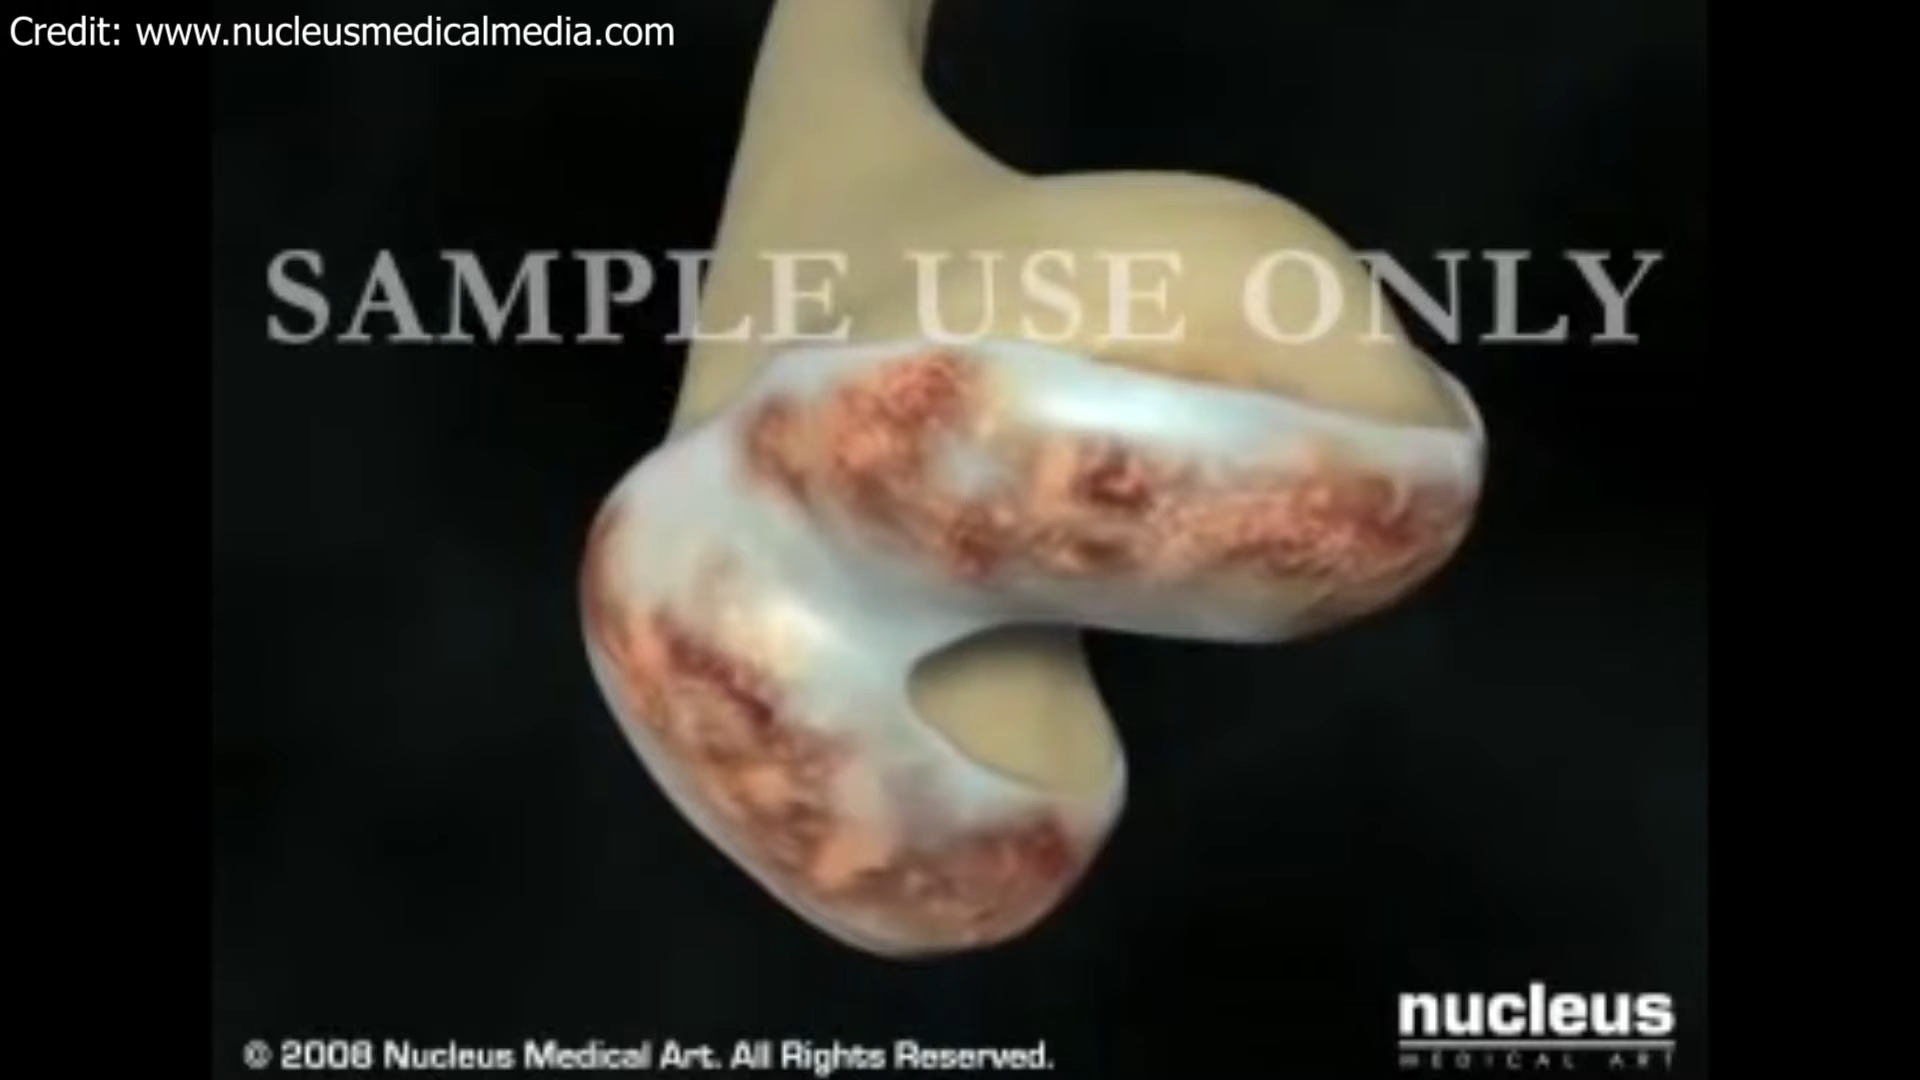 Credit: www.nucleusmedicalmedia.com
SAMPLE USE ONLY
nucleus
MEDICAL ART
© 2008 Nucleus Medical Art. All Rights Reserved.